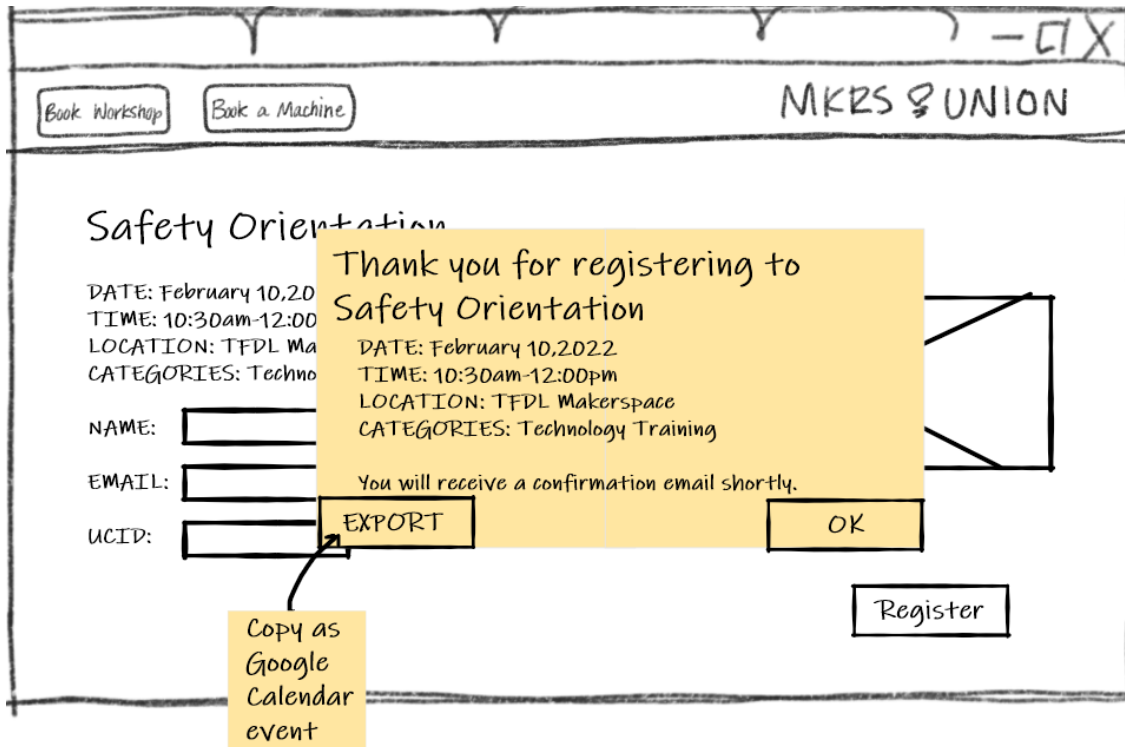 Book Workshop
Book a Machine
MKRS UNION
Safety Orientation
DATE: February 10,20
TIME: 10:30am-12:00
LOCATION: TFDL Ma
CATEGORIES: Techno
NAME:
EMAIL:
UCID:
Thank you for registering to
Safety Orientation
DATE: February 10,2022
TIME: 10:30am-12:00pm
LOCATION: TFDL Makerspace
CATEGORIES: Technology Training
You will receive a confirmation email shortly.
EXPORT
OK
Register
Copy as
Google
Calendar
event